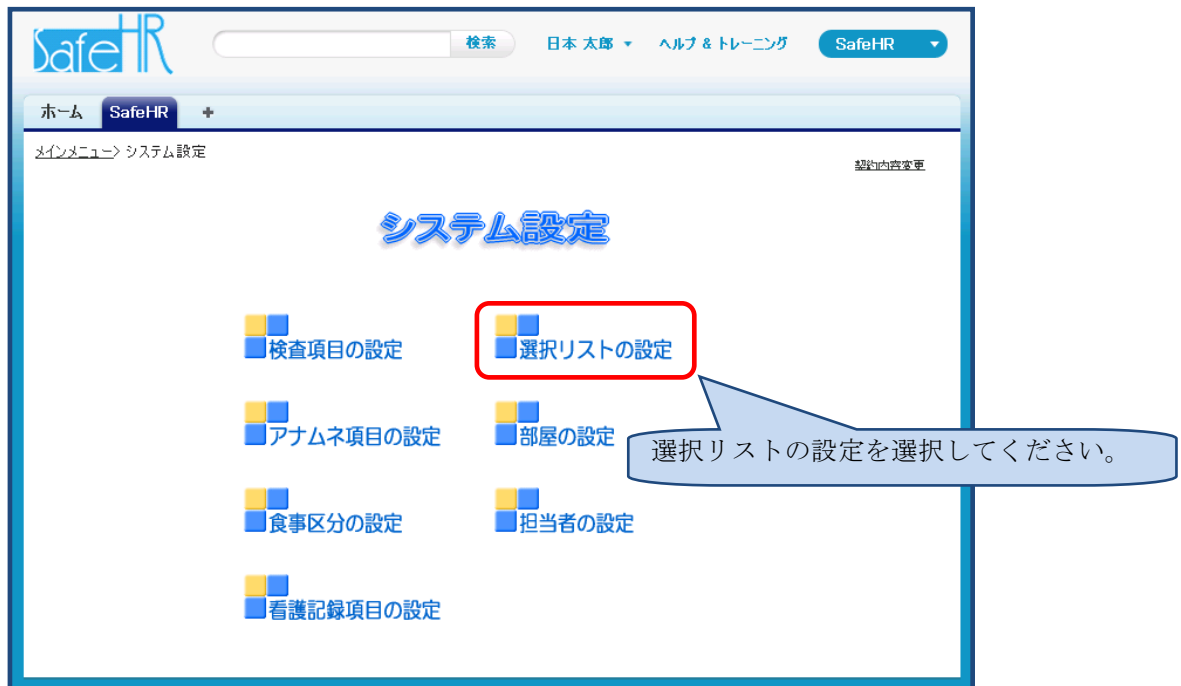 SafeHR
検索 日本 太郎 ヘルプ & トレーニング SafeHR
ホーム SafeHR +
メインメニュー> システム設定
契約内容変更
システム設定
検査項目の設定 選択リストの設定
アナムネ項目の設定 部屋の設定
選択リストの設定を選択してください。
食事区分の設定 担当者の設定
看護記録項目の設定